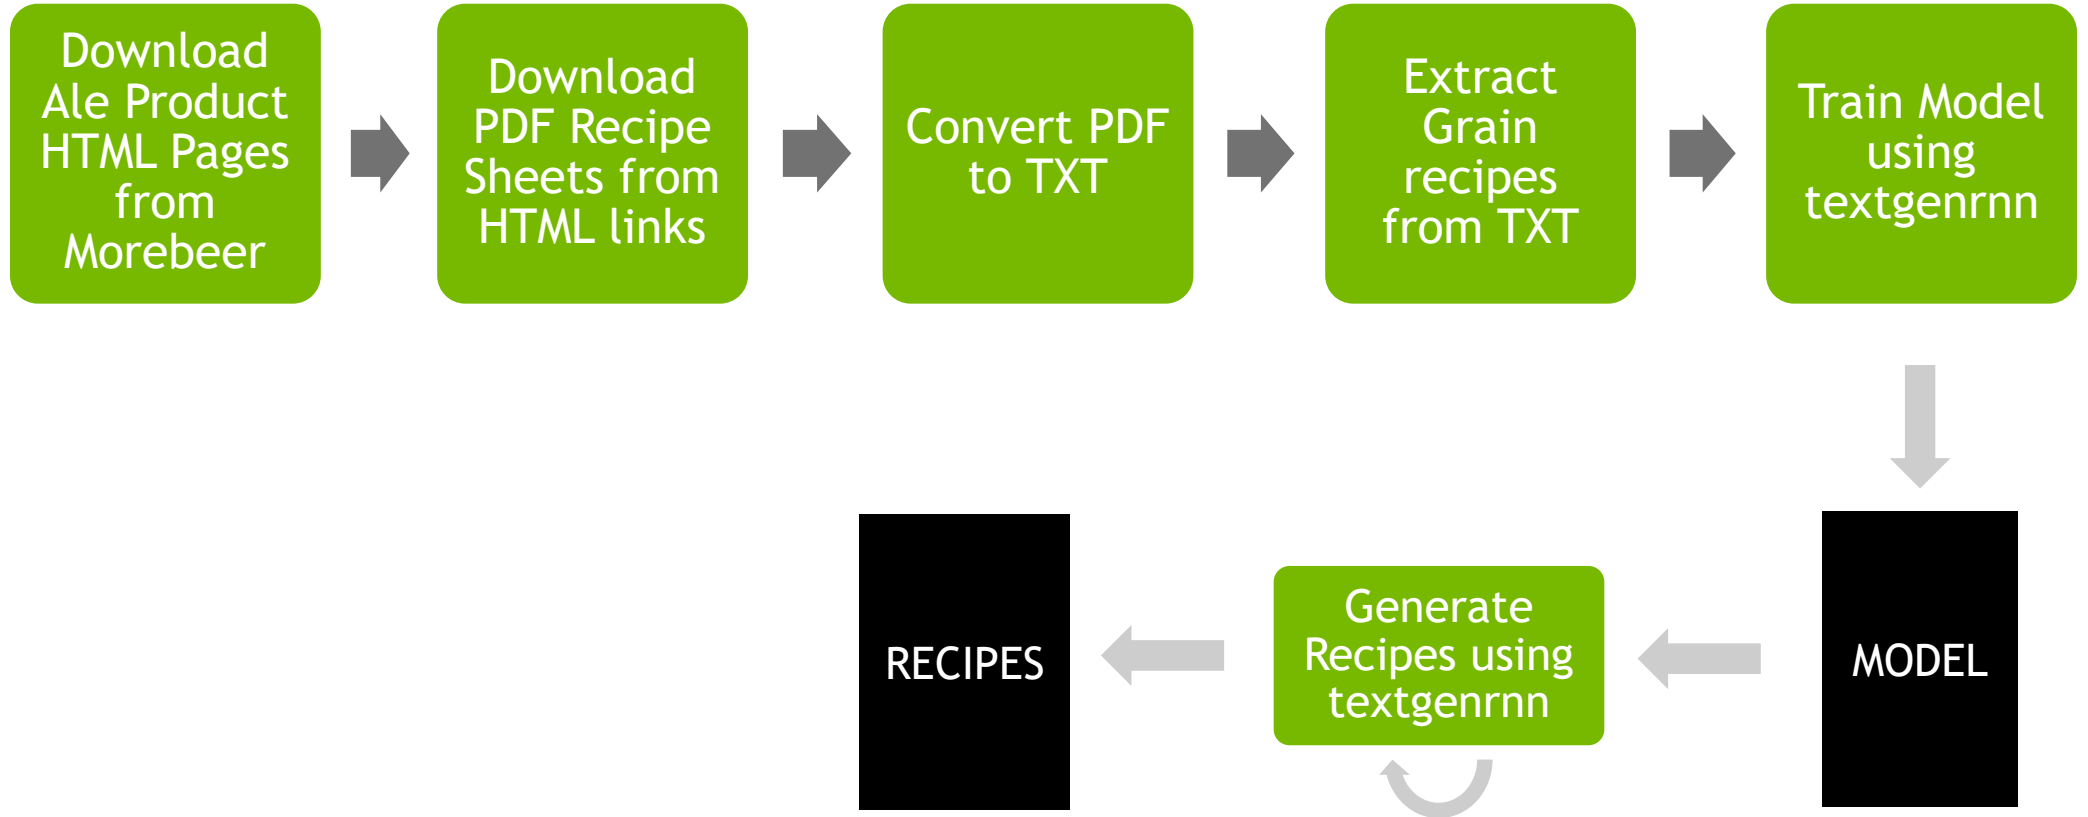 Download
Ale Product
HTML Pages
from
Morebeer
Download
PDF Recipe
Sheets from
HTML links
Convert PDF
to TXT
Extract
Grain
recipes
from TXT
Train Model
using
textgenrnn
MODEL
Generate
Recipes using
textgenrnn
RECIPES